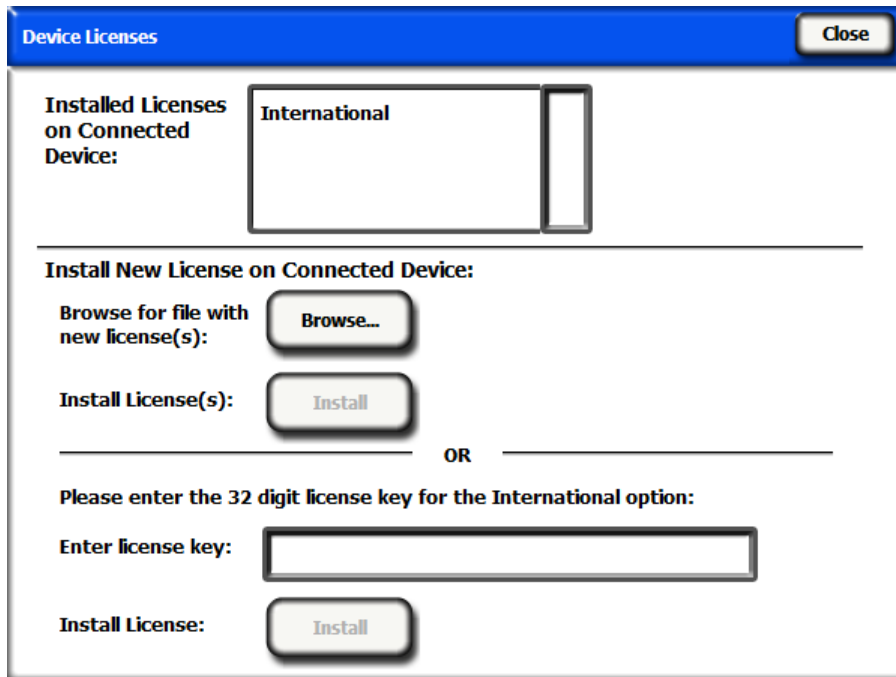 Device Licenses
Close
Installed Licenses
on Connected
Device:
International
Install New License on Connected Device:
Browse for file with
new license(s):
Browse...
Install License(s):
Install
OR
Please enter the 32 digit license key for the International option:
Enter license key:
Install License:
Install